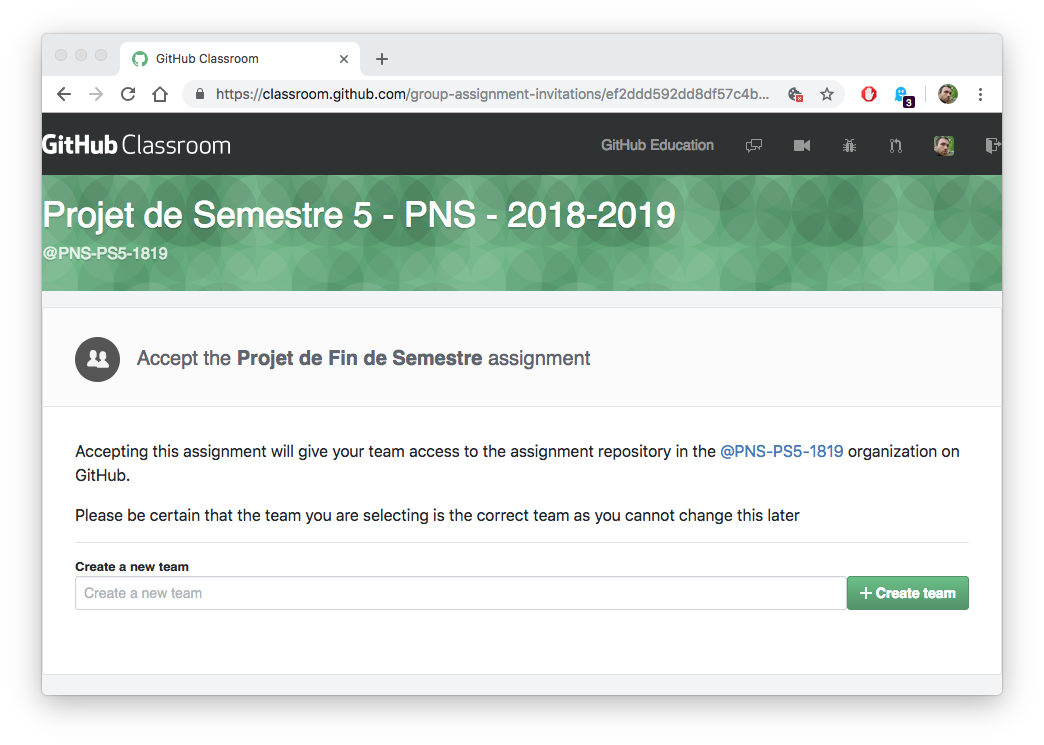 GitHub Classroom
https://classroom.github.com/group-assignment-invitations/ef2ddd592dd8df57c4b...
3
GitHub Classroom
GitHub Education
Projet de Semestre 5 - PNS - 2018-2019
@PNS-PS5-1819
Accept the Projet de Fin de Semestre assignment
Accepting this assignment will give your team access to the assignment repository in the @PNS-PS5-1819 organization on
GitHub.
Please be certain that the team you are selecting is the correct team as you cannot change this later
Create a new team
Create a new team
Create team